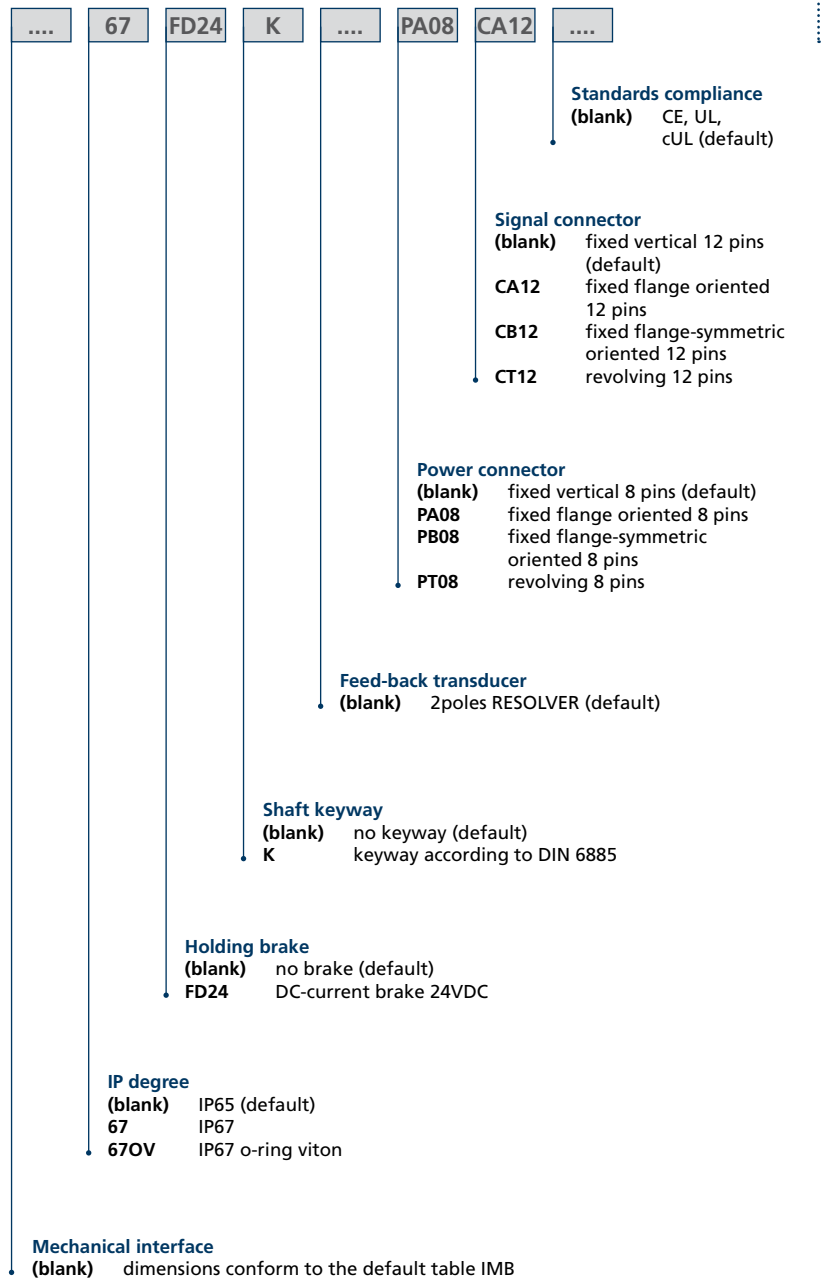 .... 67 FD24 K .... PA08 CA12 ....
Standards compliance
(blank) CE, UL,
cUL (default)
Signal connector
(blank) fixed vertical 12 pins
(default)
CA12 fixed flange oriented
12 pins
CB12 fixed flange-symmetric
oriented 12 pins
CT12 revolving 12 pins
Power connector
(blank) fixed vertical 8 pins (default)
PA08 fixed flange oriented 8 pins
PB08 fixed flange-symmetric
oriented 8 pins
PT08 revolving 8 pins
Feed-back transducer
(blank) 2poles RESOLVER (default)
Shaft keyway
(blank) no keyway (default)
K keyway according to DIN 6885
Holding brake
(blank) no brake (default)
FD24 DC-current brake 24VDC
IP degree
(blank) IP65 (default)
67 IP67
67OV IP67 o-ring viton
Mechanical interface
(blank) dimensions conform to the default table IMB